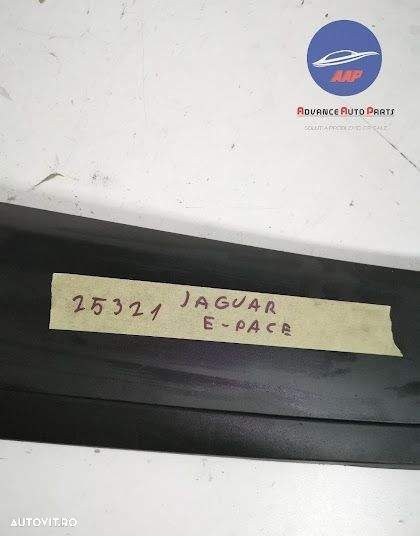 AAP
ADVANCE AUTO PARTS
25321 JAGUAR
E-PACE
AUTOVIT.RO